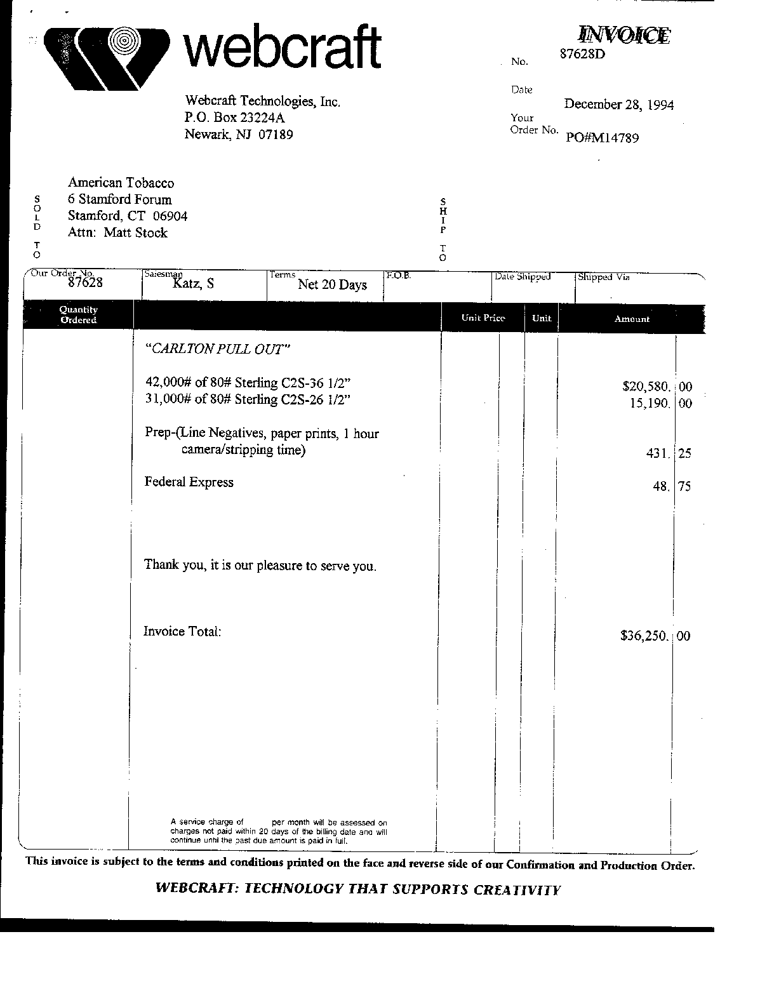 webcraft
INVOICE
No. 87628D
Webcraft Technologies, Inc.
P.O. Box 23224A
Newark, NJ 07189
Date
December 28, 1994
Your
Order No. PO#M14789
SOLD TO
American Tobacco
6 Stamford Forum
Stamford, CT 06904
Attn: Matt Stock
SHIP TO
Our Order No. Salesman Terms F.O.B. Date Shipped Shipped Via
87628 Katz, S Net 20 Days
Quantity Ordered Unit Price Unit Amount
"CARLTON PULL OUT"
42,000# of 80# Sterling C2S-36 1/2" $20,580. 00
31,000# of 80# Sterling C2S-26 1/2" 15,190. 00
Prep-(Line Negatives, paper prints, 1 hour
camera/stripping time) 431. 25
Federal Express 48. 75
Thank you, it is our pleasure to serve you.
Invoice Total: $36,250. 00
A service charge of per month will be assessed on
charges not paid within 20 days of the billing date and will
continue until the past due amount is paid in full.
This invoice is subject to the terms and conditions printed on the face and reverse side of our Confirmation and Production Order.
WEBCRAFT: TECHNOLOGY THAT SUPPORTS CREATIVITY